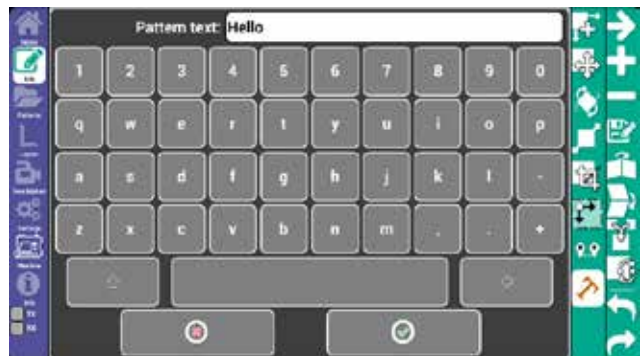 Pattern text: Hello
1 2 3 4 5 6 7 8 9 0
q w e r t y u i o p
a s d f g h j k l -
z x c v b n m , . +